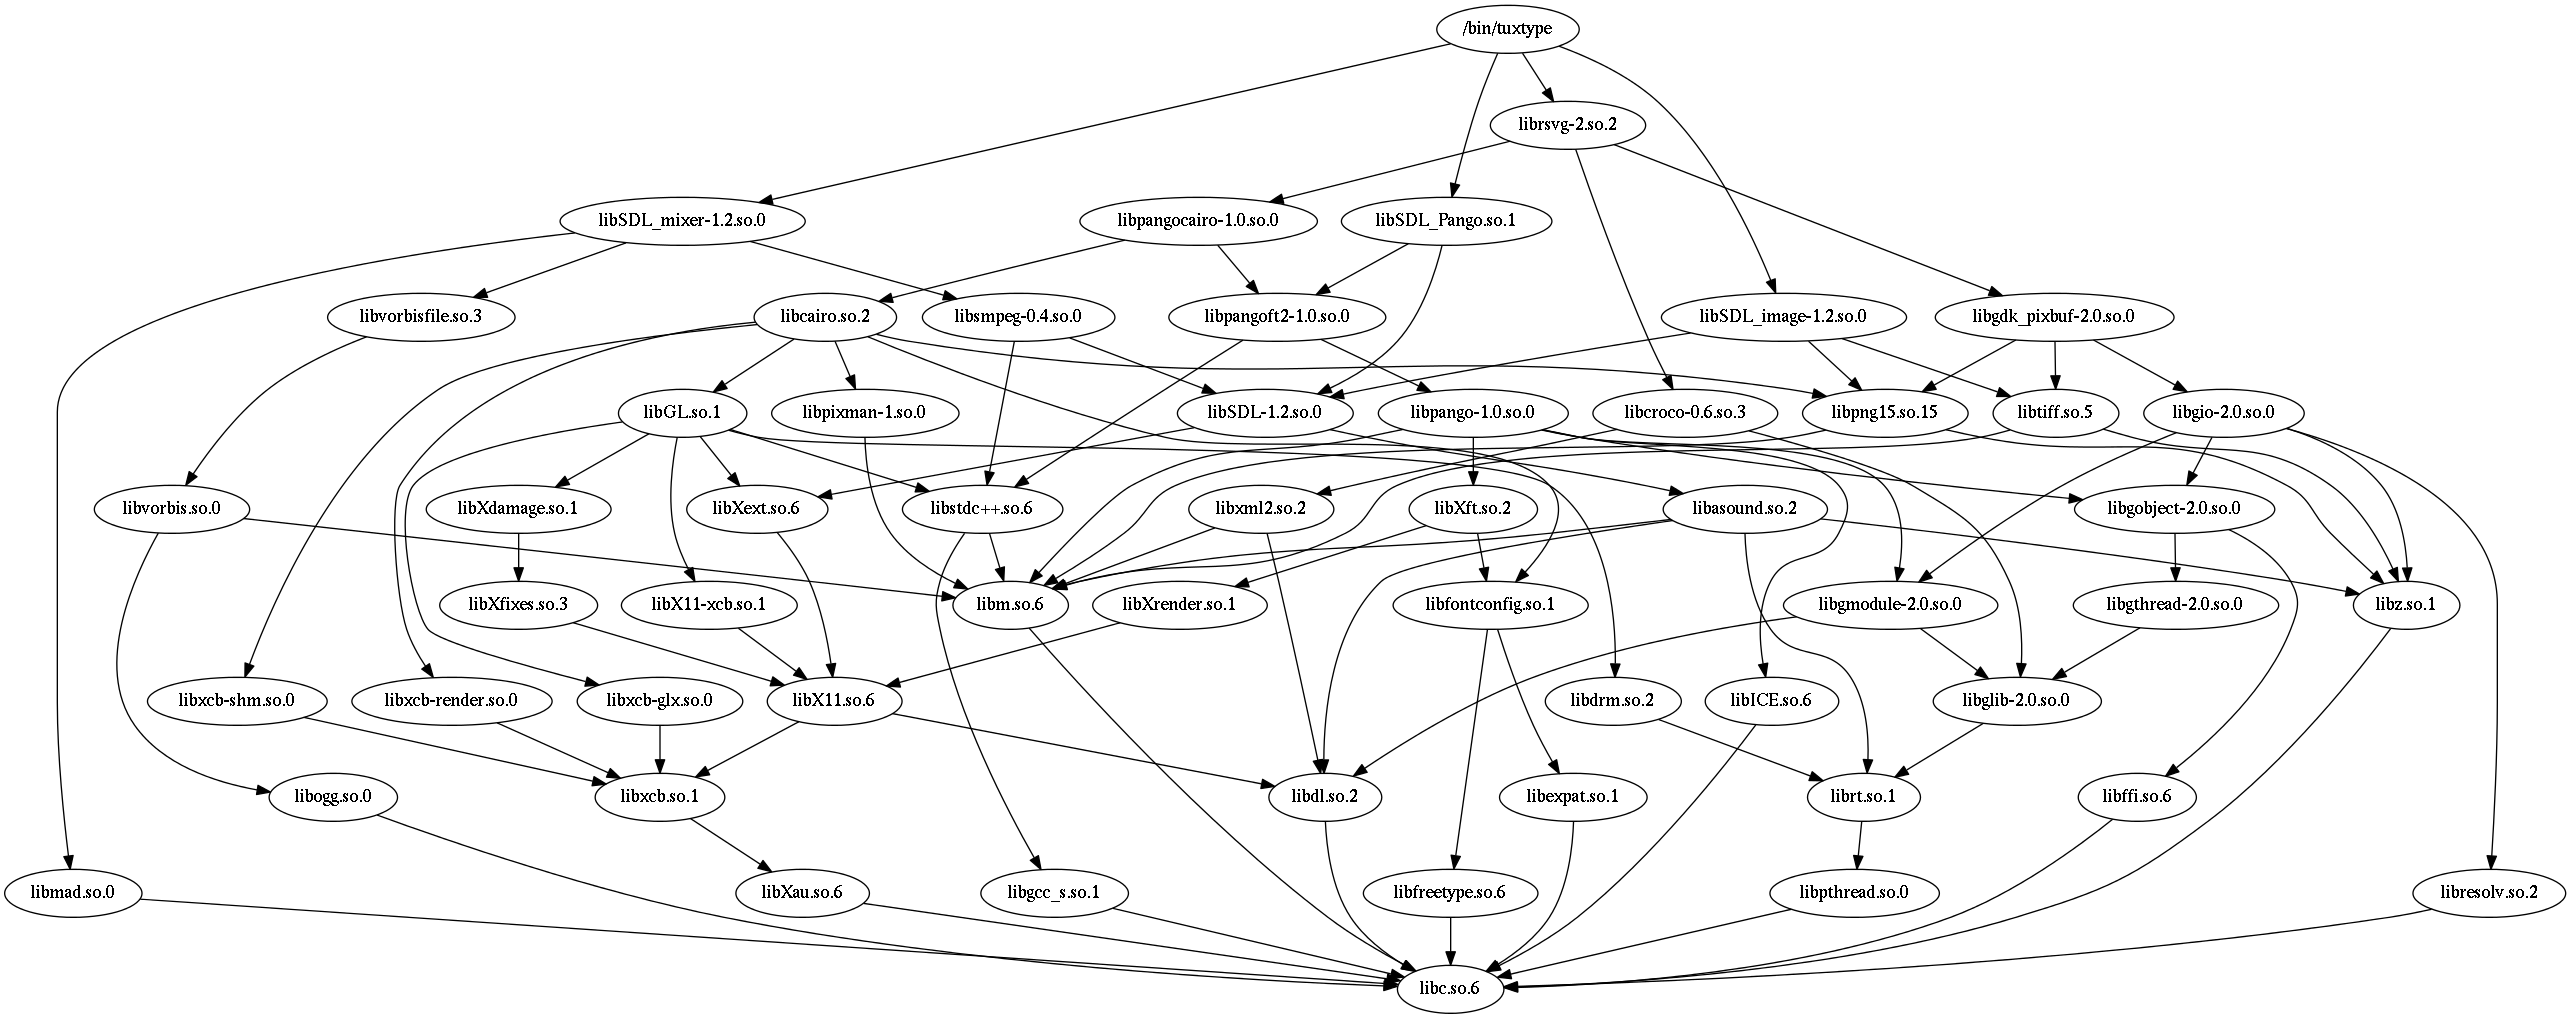 /bin/tuxtype
librsvg-2.so.2
libSDL_mixer-1.2.so.0
libpangocairo-1.0.so.0
libSDL_Pango.so.1
libvorbisfile.so.3
libcairo.so.2
libsmpeg-0.4.so.0
libpangoft2-1.0.so.0
libSDL_image-1.2.so.0
libgdk_pixbuf-2.0.so.0
libGL.so.1
libpixman-1.so.0
libSDL-1.2.so.0
libpango-1.0.so.0
libcroco-0.6.so.3
libpng15.so.15
libtiff.so.5
libgio-2.0.so.0
libvorbis.so.0
libXdamage.so.1
libXext.so.6
libstdc++.so.6
libxml2.so.2
libXft.so.2
libasound.so.2
libgobject-2.0.so.0
libXfixes.so.3
libX11-xcb.so.1
libm.so.6
libXrender.so.1
libfontconfig.so.1
libgmodule-2.0.so.0
libgthread-2.0.so.0
libz.so.1
libxcb-shm.so.0
libxcb-render.so.0
libxcb-glx.so.0
libX11.so.6
libdrm.so.2
libICE.so.6
libglib-2.0.so.0
libogg.so.0
libxcb.so.1
libdl.so.2
libexpat.so.1
librt.so.1
libffi.so.6
libmad.so.0
libXau.so.6
libgcc_s.so.1
libfreetype.so.6
libpthread.so.0
libresolv.so.2
libc.so.6